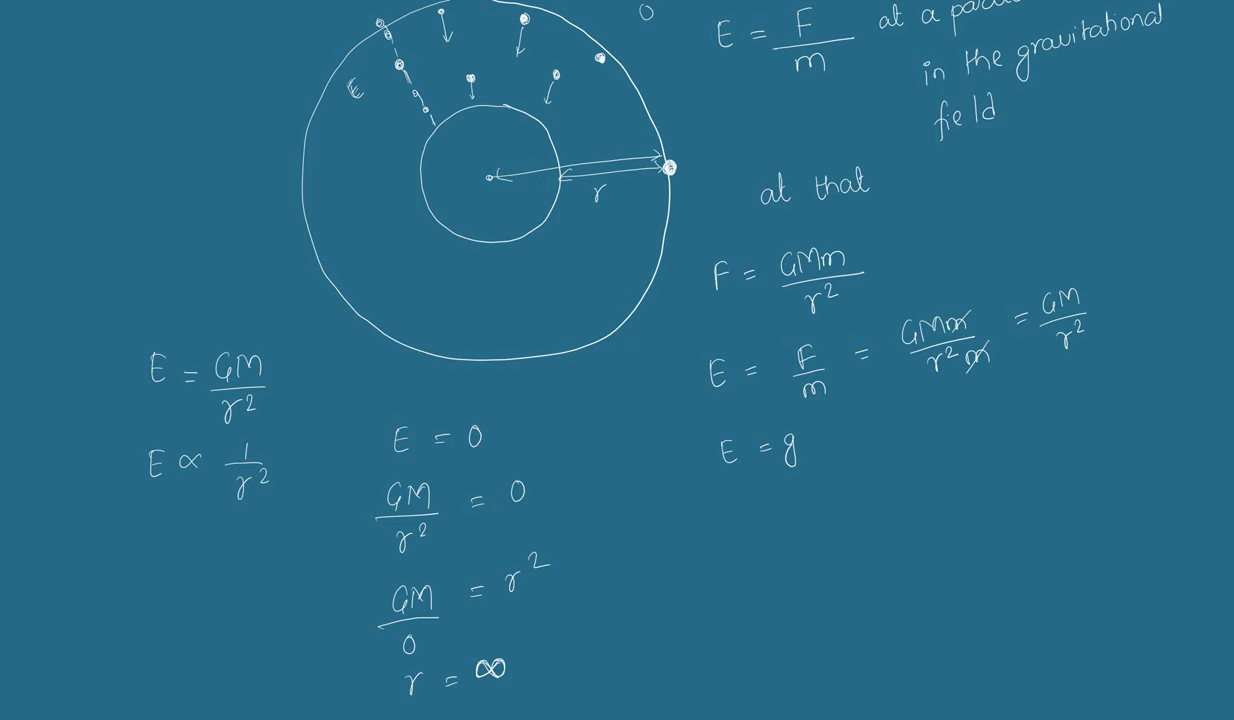 0
E = F/m at a
in the gravitational
field
E
r
at that
F = GMm/r²
E = F/m = GMm/r²m = GM/r²
E = g
E = GM/r²
E ∝ 1/r²
E = 0
GM/r² = 0
GM/0 = r²
r = ∞